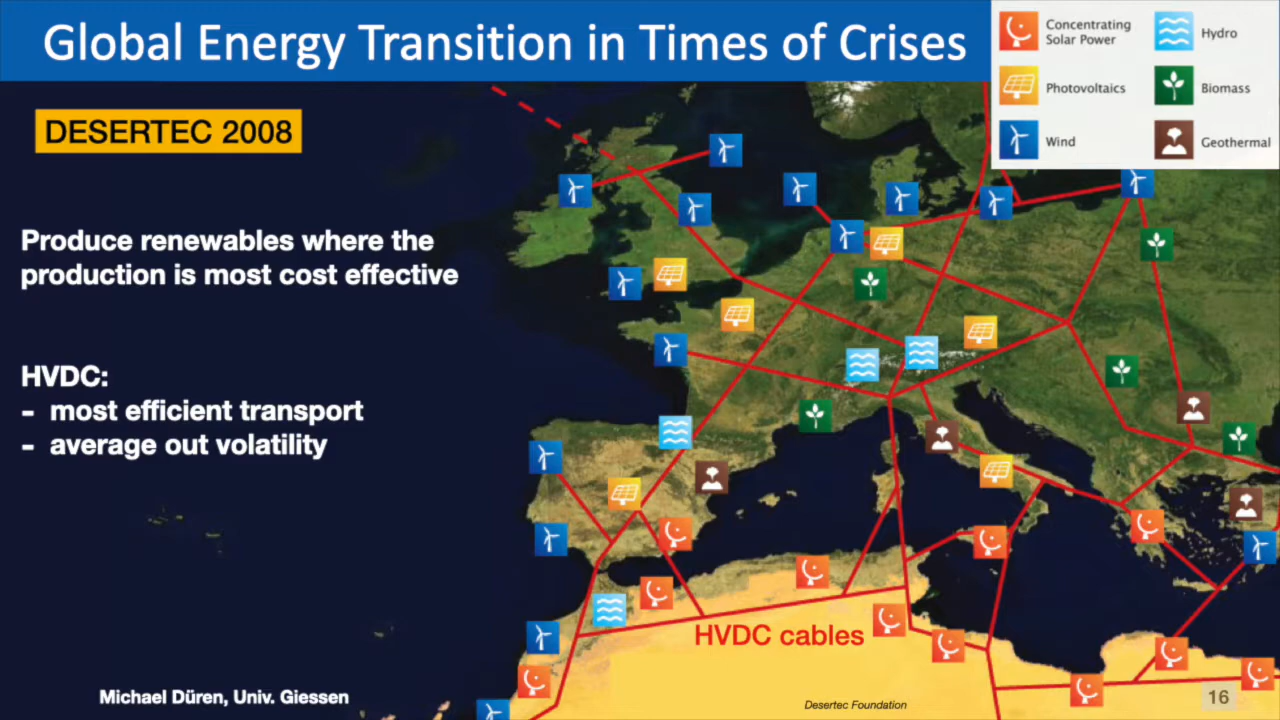 Global Energy Transition in Times of Crises
Concentrating
Solar Power
Hydro
Photovoltaics
Biomass
Wind
Geothermal
DESERTEC 2008
Produce renewables where the
production is most cost effective
HVDC:
- most efficient transport
- average out volatility
HVDC cables
Michael Düren, Univ. Giessen
Desertec Foundation
16